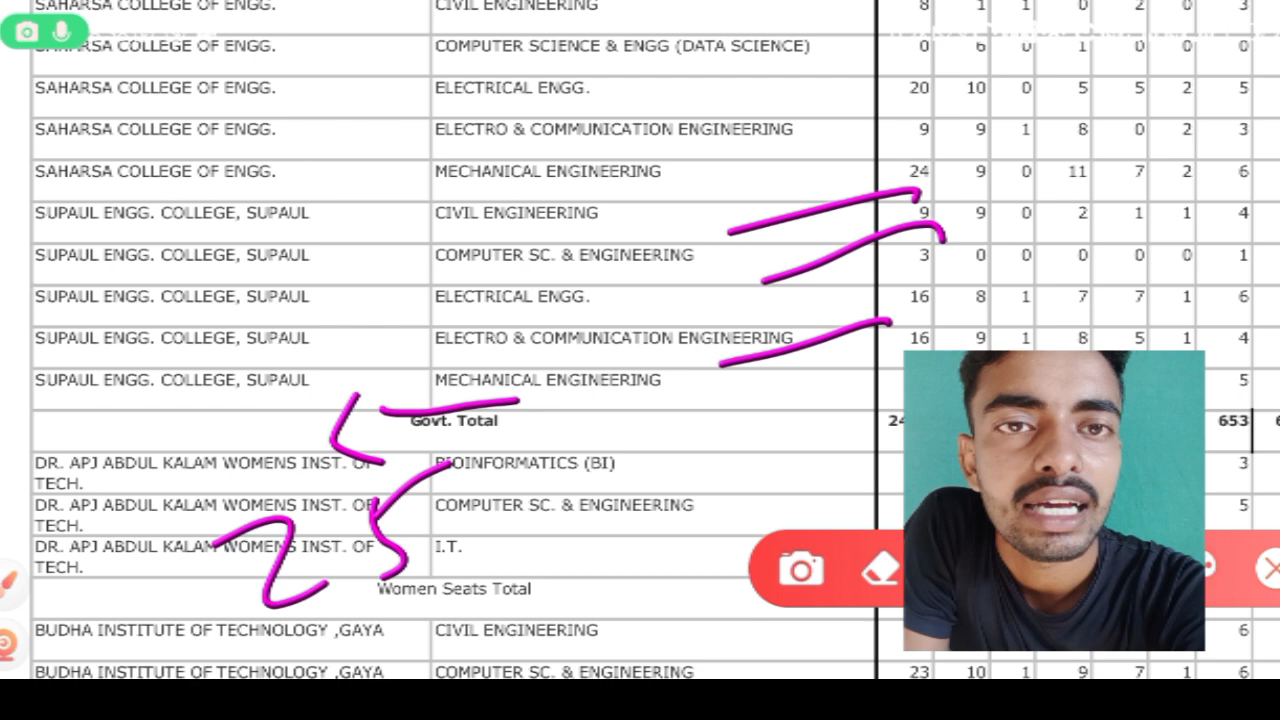 SAHARSA COLLEGE OF ENGG. CIVIL ENGINEERING 8 1 1 0 2 0 3
SAHARSA COLLEGE OF ENGG. COMPUTER SCIENCE & ENGG (DATA SCIENCE) 0 6 0 1 0 0 0
SAHARSA COLLEGE OF ENGG. ELECTRICAL ENGG. 20 10 0 5 5 2 5
SAHARSA COLLEGE OF ENGG. ELECTRO & COMMUNICATION ENGINEERING 9 9 1 8 0 2 3
SAHARSA COLLEGE OF ENGG. MECHANICAL ENGINEERING 24 9 0 11 7 2 6
SUPAUL ENGG. COLLEGE, SUPAUL CIVIL ENGINEERING 9 9 0 2 1 1 4
SUPAUL ENGG. COLLEGE, SUPAUL COMPUTER SC. & ENGINEERING 3 0 0 0 0 0 1
SUPAUL ENGG. COLLEGE, SUPAUL ELECTRICAL ENGG. 16 8 1 7 7 1 6
SUPAUL ENGG. COLLEGE, SUPAUL ELECTRO & COMMUNICATION ENGINEERING 16 9 1 8 5 1 4
SUPAUL ENGG. COLLEGE, SUPAUL MECHANICAL ENGINEERING 5
Govt. Total 653
DR. APJ ABDUL KALAM WOMENS INST. OF BIOINFORMATICS (BI) 3
TECH.
DR. APJ ABDUL KALAM WOMENS INST. OF COMPUTER SC. & ENGINEERING 5
TECH.
DR. APJ ABDUL KALAM WOMENS INST. OF I.T.
TECH.
25
Women Seats Total
BUDHA INSTITUTE OF TECHNOLOGY ,GAYA CIVIL ENGINEERING 6
BUDHA INSTITUTE OF TECHNOLOGY ,GAYA COMPUTER SC. & ENGINEERING 23 10 1 9 7 1 6